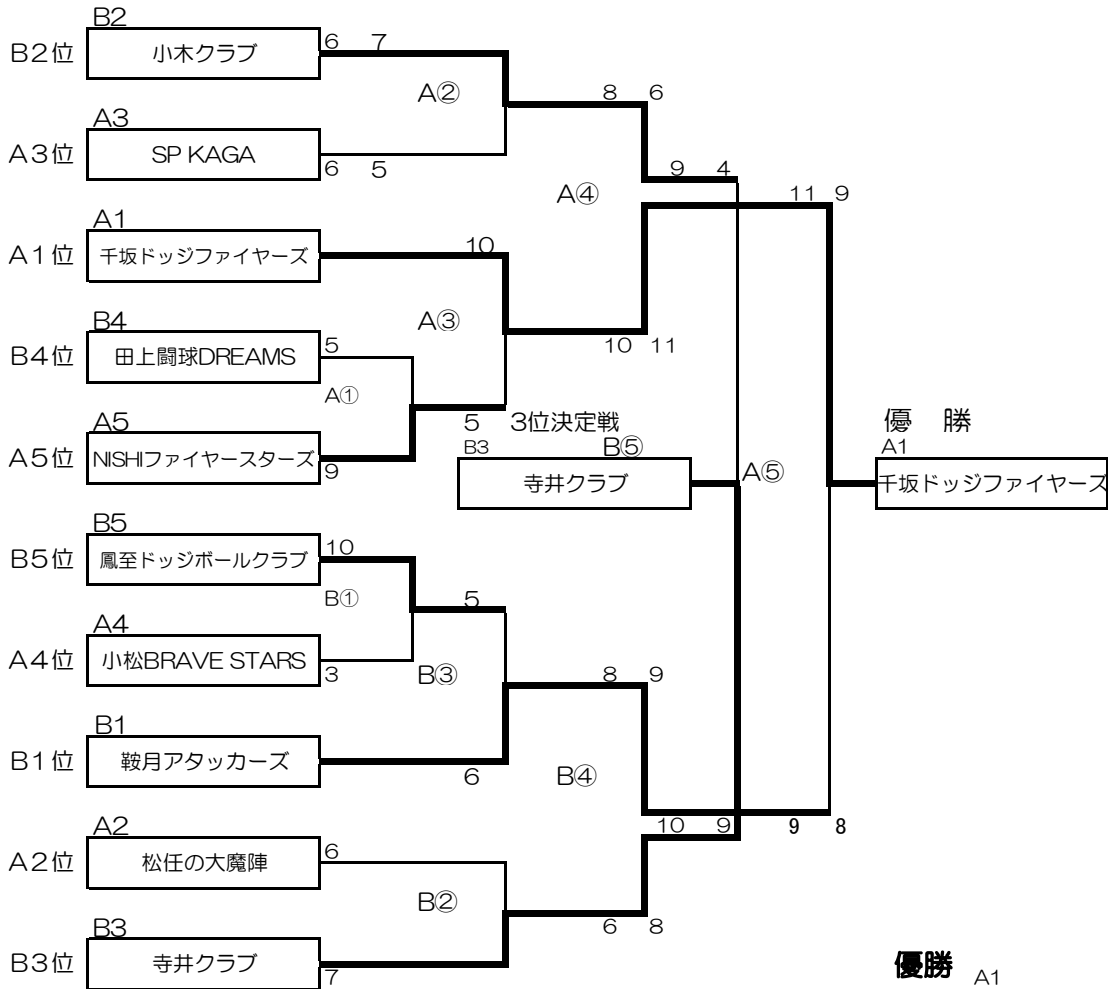 B2
B2位 小木クラブ 6 7
A② 8 6
A3
A3位 SP KAGA 6 5
9 4
A④ 11 9
A1
A1位 千坂ドッジファイヤーズ 10
B4 A③
B4位 田上闘球DREAMS 5 10 11
A①
A5 5 3位決定戦 優 勝
A5位 NISHIファイヤースターズ 9 B3 B⑤ A1
寺井クラブ A⑤ 千坂ドッジファイヤーズ
B5
B5位 鳳至ドッジボールクラブ 10
B① 5
A4
A4位 小松BRAVE STARS 3 B③ 8 9
B1
B1位 鞍月アタッカーズ 6 B④
A2 10 9 9 8
A2位 松任の大魔陣 6
B②
B3 6 8
B3位 寺井クラブ 7 優勝 A1